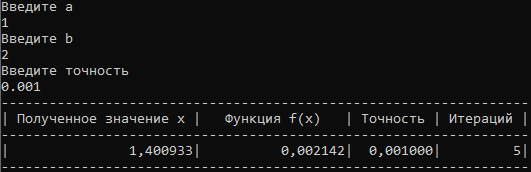 Введите a
1
Введите b
2
Введите точность
0.001
-----------------------------------------------------------------
| Полученное значение x |   Функция f(x)   | Точность | Итераций |
-----------------------------------------------------------------
|               1,400933|          0,002142|  0,001000|         5|
-----------------------------------------------------------------